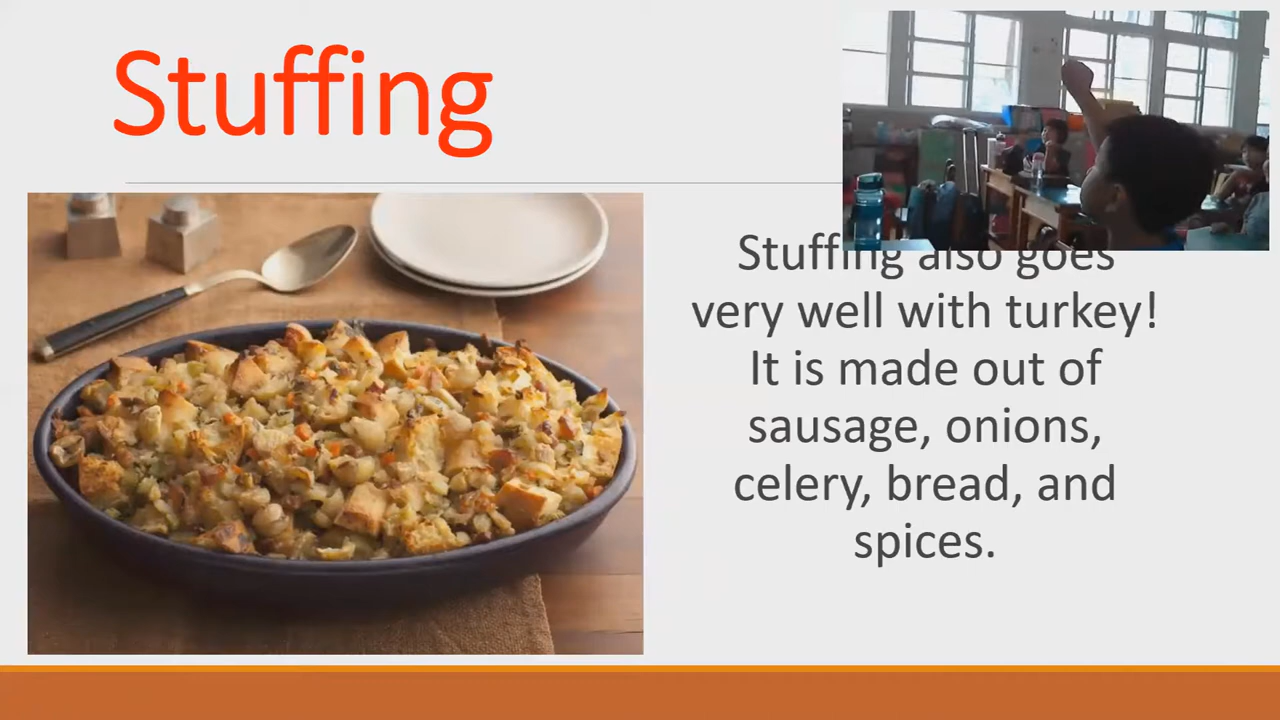 Stuffing
Stuffing also goes
very well with turkey!
It is made out of
sausage, onions,
celery, bread, and
spices.